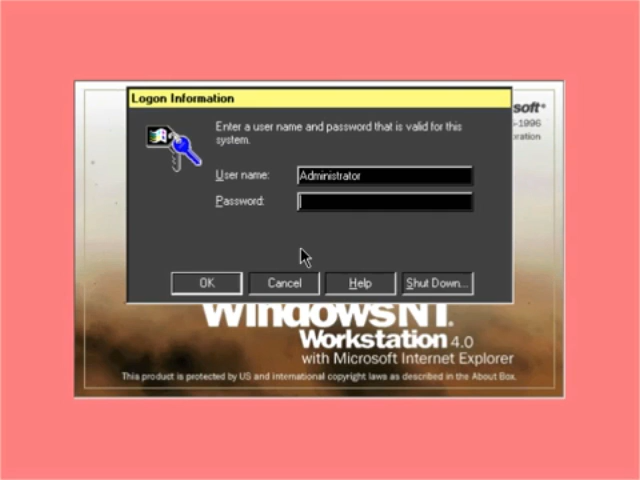 Logon Information
soft®
-1996
oration
Enter a user name and password that is valid for this
system.
User name: Administrator
Password:
OK Cancel Help Shut Down...
WindowsNT.
Workstation 4.0
with Microsoft Internet Explorer
This product is protected by US and international copyright laws as described in the About Box.